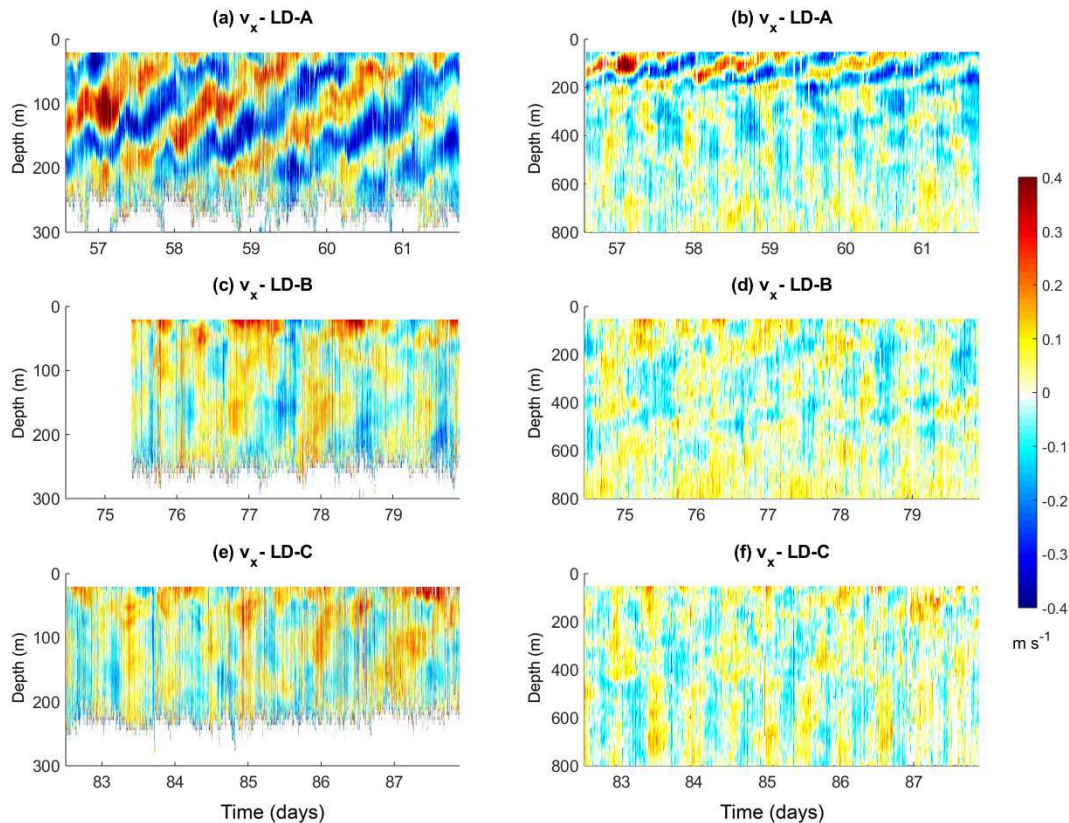 (a) vx - LD-A
(b) vx - LD-A
0
100
200
300
Depth (m)
57 58 59 60 61
0
200
400
600
800
Depth (m)
57 58 59 60 61
(c) vx - LD-B
(d) vx - LD-B
0
100
200
300
Depth (m)
75 76 77 78 79
0
200
400
600
800
Depth (m)
75 76 77 78 79
(e) vx - LD-C
(f) vx - LD-C
0
100
200
300
Depth (m)
83 84 85 86 87
Time (days)
0
200
400
600
800
Depth (m)
83 84 85 86 87
Time (days)
0.4
0.3
0.2
0.1
0
-0.1
-0.2
-0.3
-0.4
m s-1